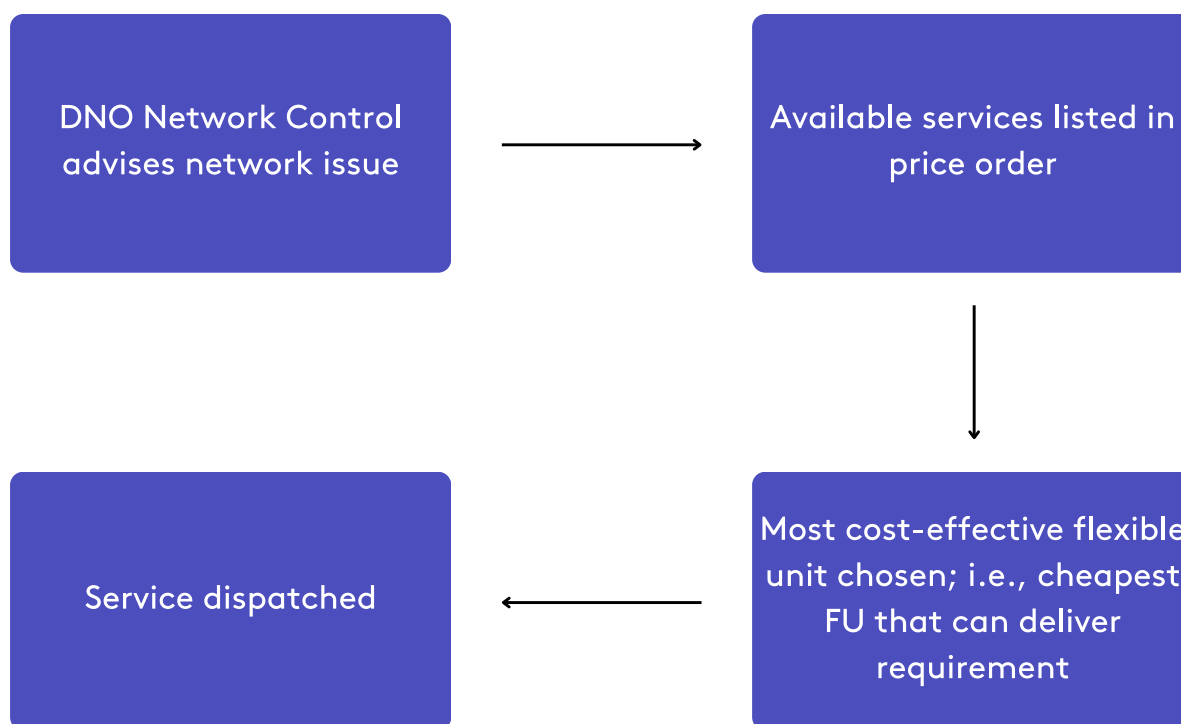 DNO Network Control
advises network issue
Available services listed in
price order
Most cost-effective flexible
unit chosen; i.e., cheapest
FU that can deliver
requirement
Service dispatched